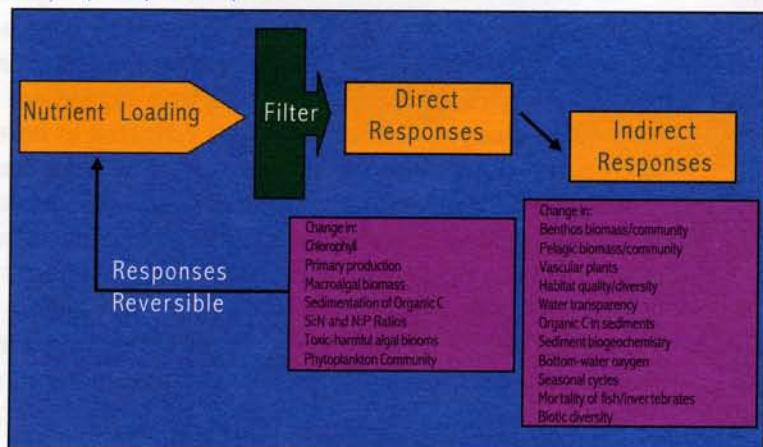 Nutrient Loading
Filter
Direct
Responses
Indirect
Responses
Responses
Reversible
Change in:
Chlorophyll
Primary production
Macroalgal biomass
Sedimentation of Organic C
Si:N and N:P Ratios
Toxic-harmful algal blooms
Phytoplankton Community
Change in:
Benthos biomass/community
Pelagic biomass/community
Vascular plants
Habitat quality/diversity
Water transparency
Organic C in sediments
Sediment biogeochemistry
Bottom-water oxygen
Seasonal cycles
Mortality of fish/invertebrates
Biotic diversity